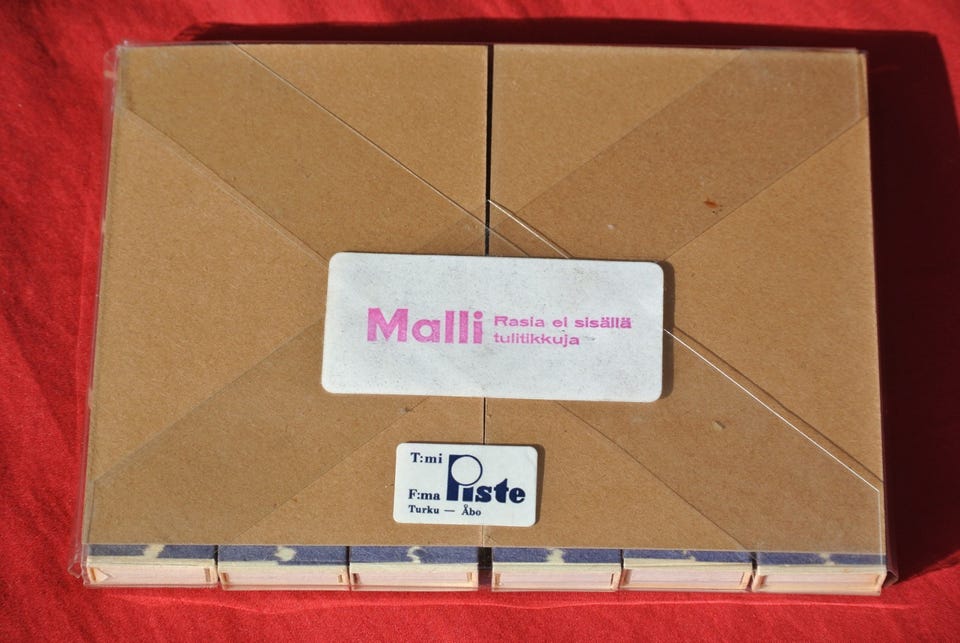 Malli Rasia ei sisällä
tulitikkuja
T:mi Piste
F:ma
Turku — Åbo